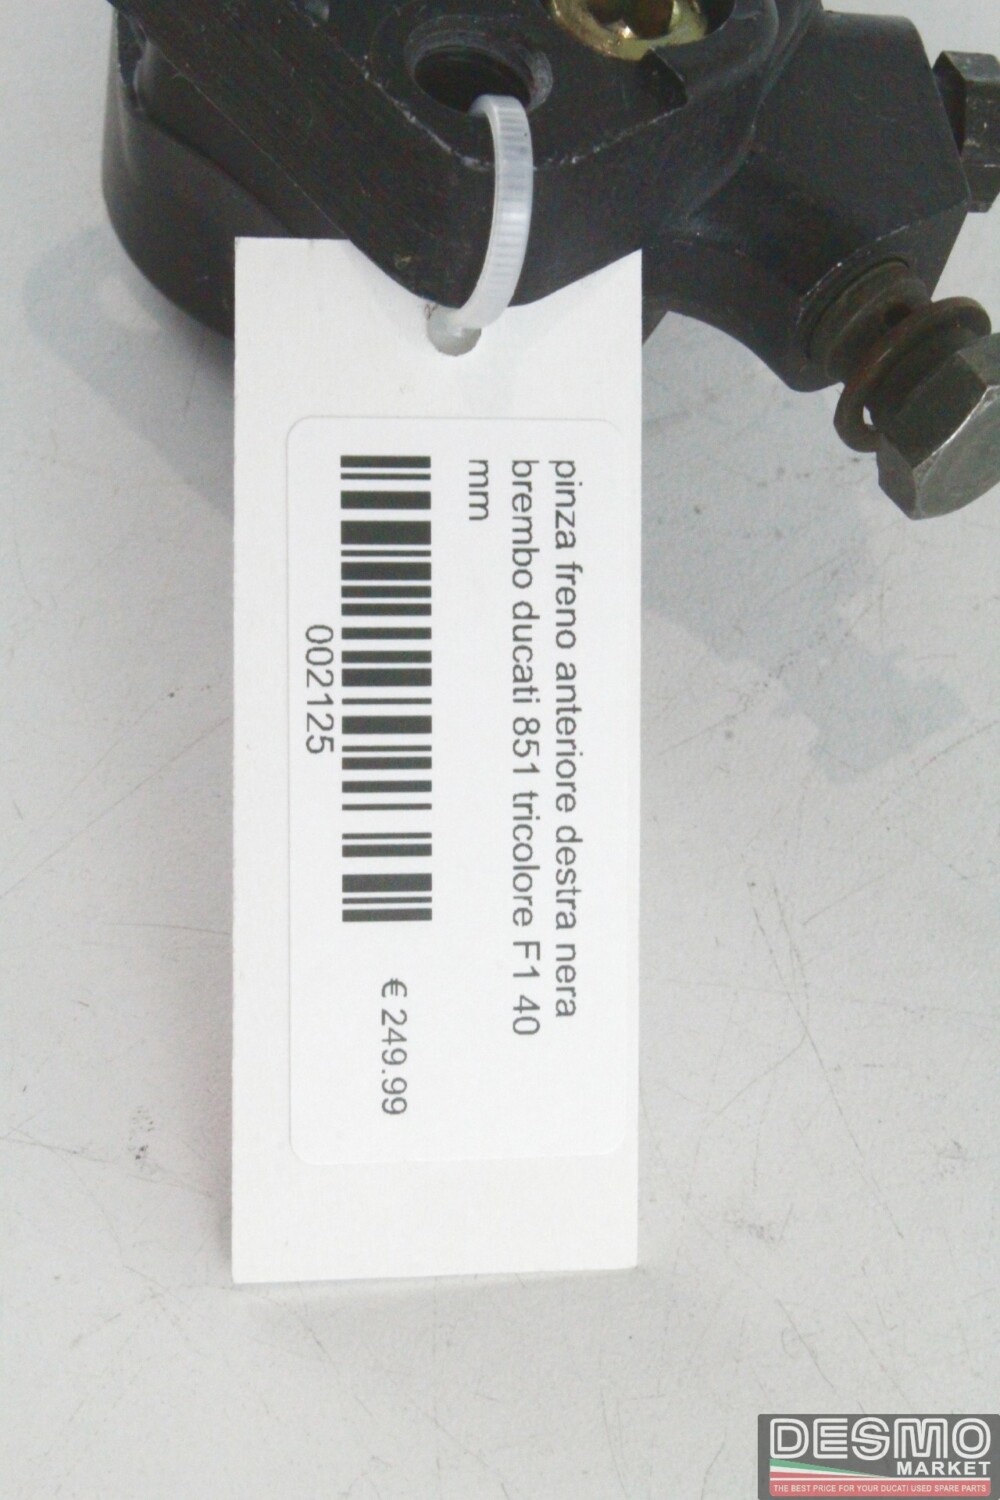 pinza freno anteriore destra nera
brembo ducati 851 tricolore F1 40
mm
002125
€ 249.99
DESMO
MARKET
THE BEST PRICE FOR YOUR DUCATI USED SPARE PARTS